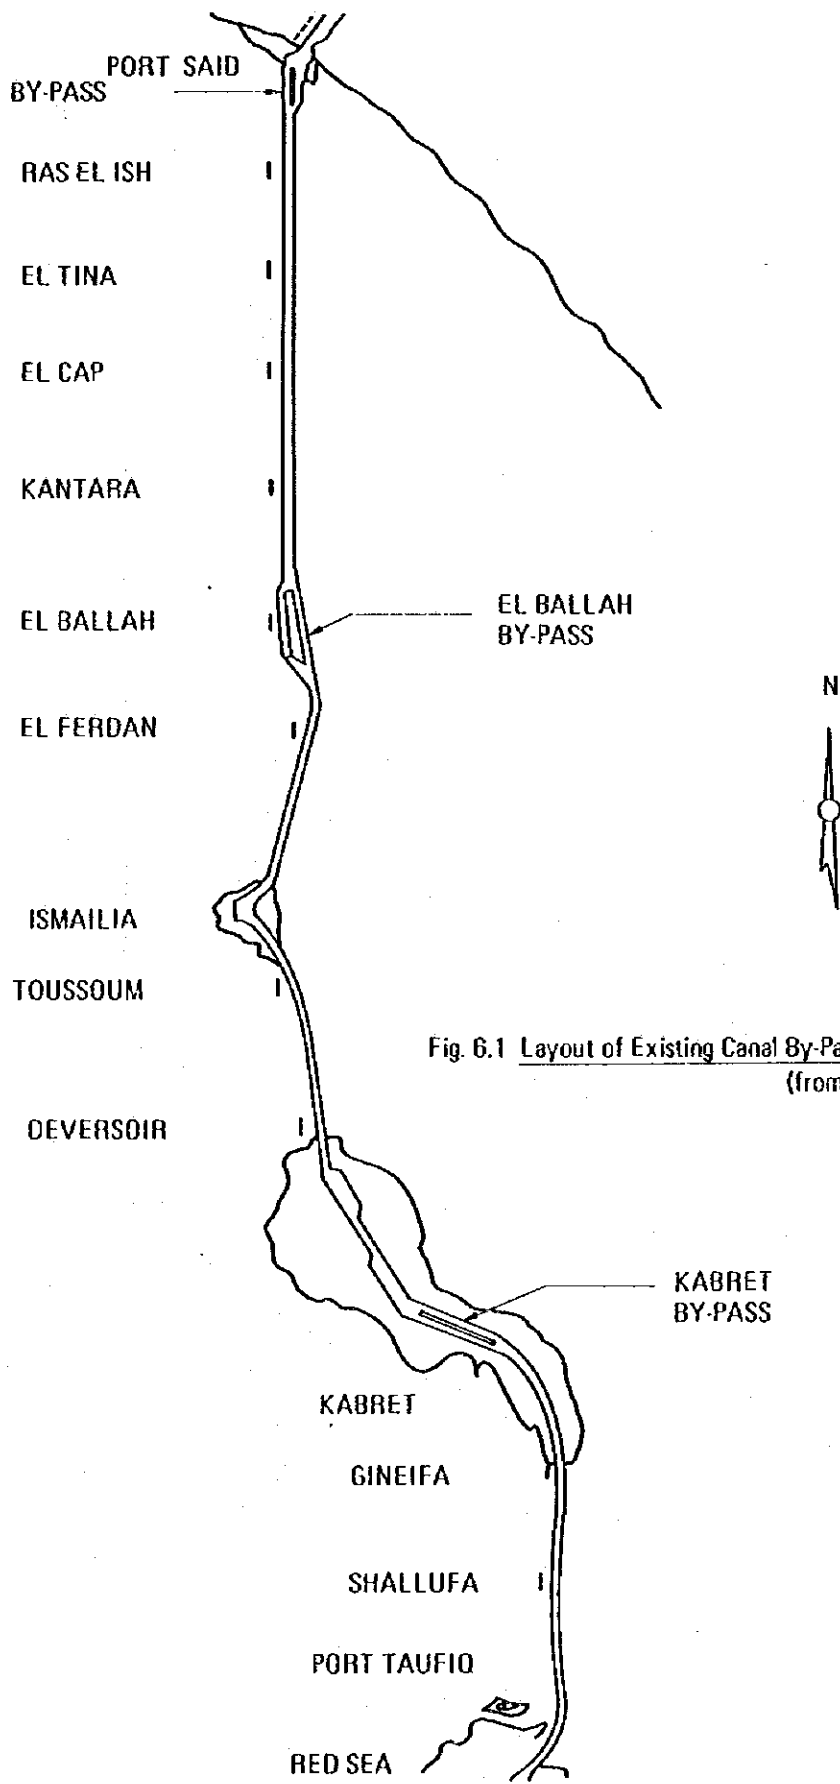 PORT SAID
BY-PASS
RAS EL ISH
EL TINA
EL CAP
KANTARA
EL BALLAH
EL BALLAH
BY-PASS
N
EL FERDAN
ISMAILIA
TOUSSOUM
Fig. 6.1 Layout of Existing Canal By-Pa
(from
DEVERSOIR
KABRET
BY-PASS
KABRET
GINEIFA
SHALLUFA
PORT TAUFIQ
RED SEA